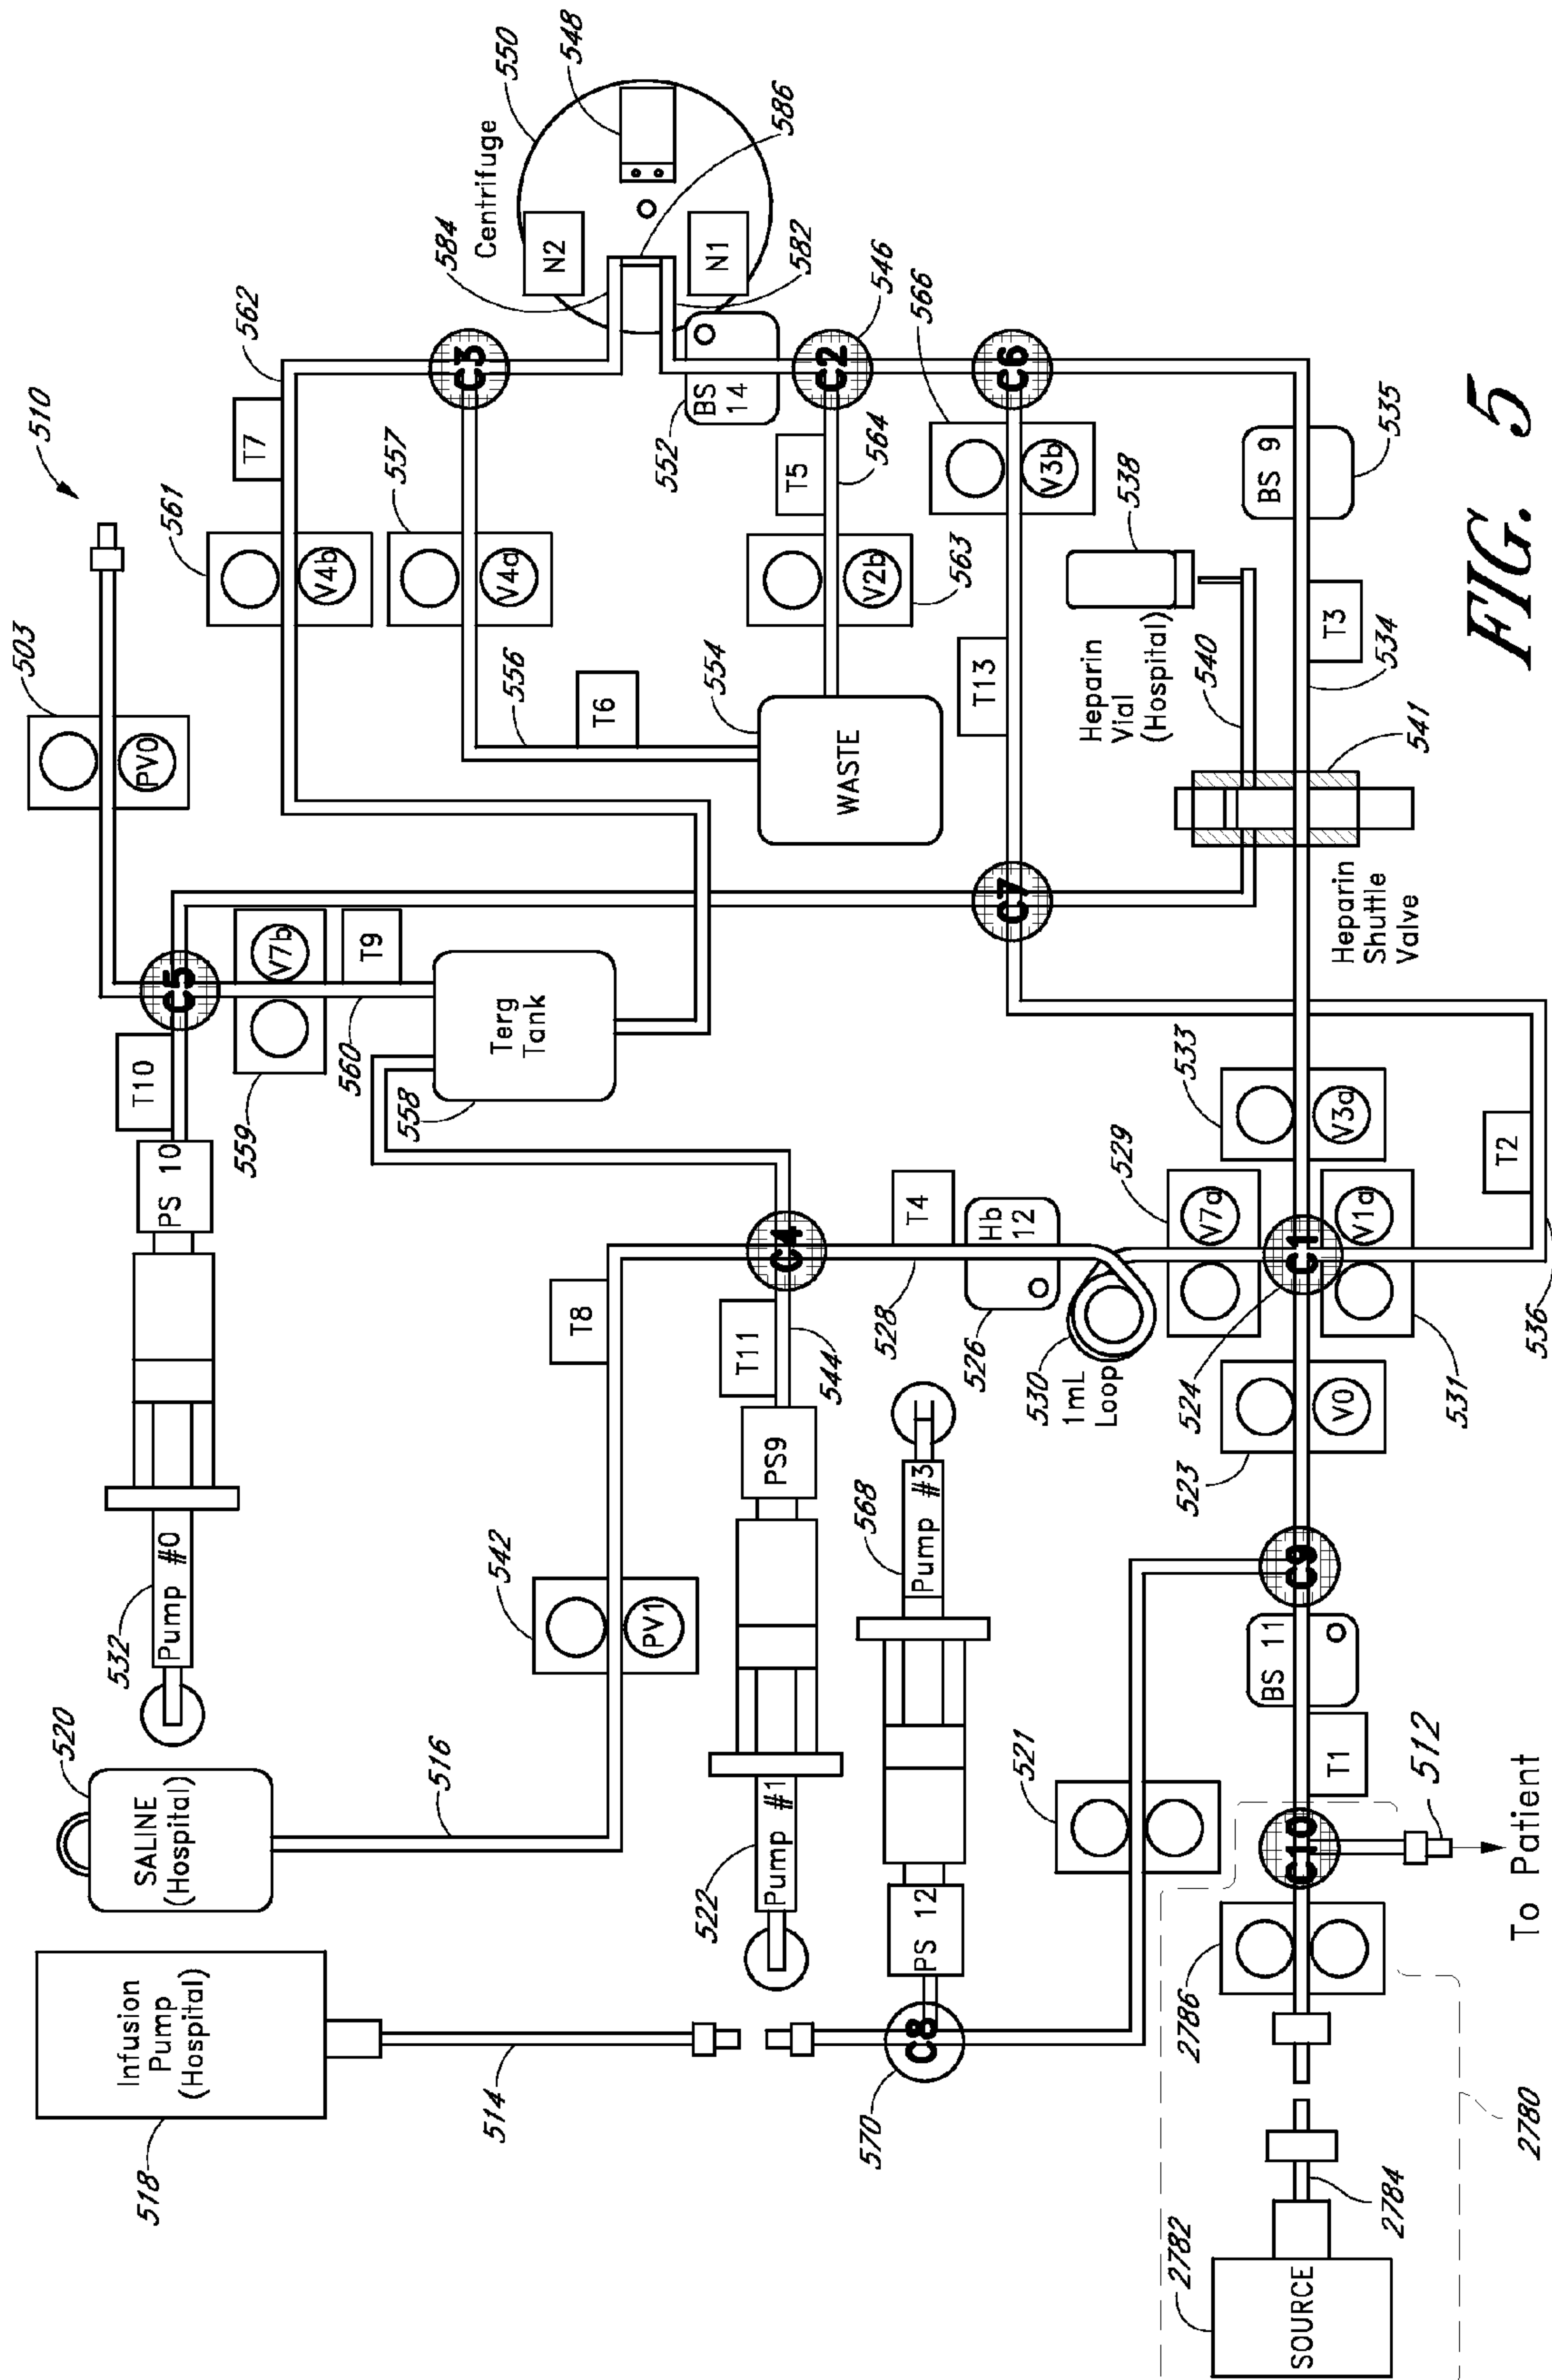 510
503
PV0
561
V4b
T7
562
557
V4a
556
T6
554
WASTE
Centrifuge
550
548
586
584
N2
N1
582
C3
552
BS
14
C2
546
T5
564
V2b
563
C6
566
V3b
T13
538
Heparin
Vial
(Hospital)
540
BS 9
535
T3
534
541
Heparin
Shuttle
Valve
C7
C5
V7b
T9
T10
560
559
Terg
Tank
558
PS 10
Pump #0
532
520
SALINE
(Hospital)
516
542
PV1
T8
C4
T11
544
PS9
Pump #1
522
T4
528
Hb
12
526
530
1mL
Loop
529
V7a
533
V3a
C1
524
V1a
531
T2
536
V0
523
568
Pump #3
PS 12
C8
570
521
C9
BS 11
T1
C10
512
To Patient
Infusion
Pump
(Hospital)
518
514
2786
2780
2784
2782
SOURCE
FIG. 5